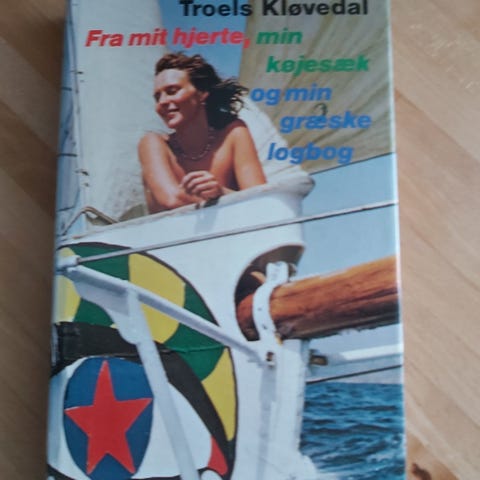 Troels Kløvedal
Fra mit hjerte, min
køjesæk
og min
græske
logbog